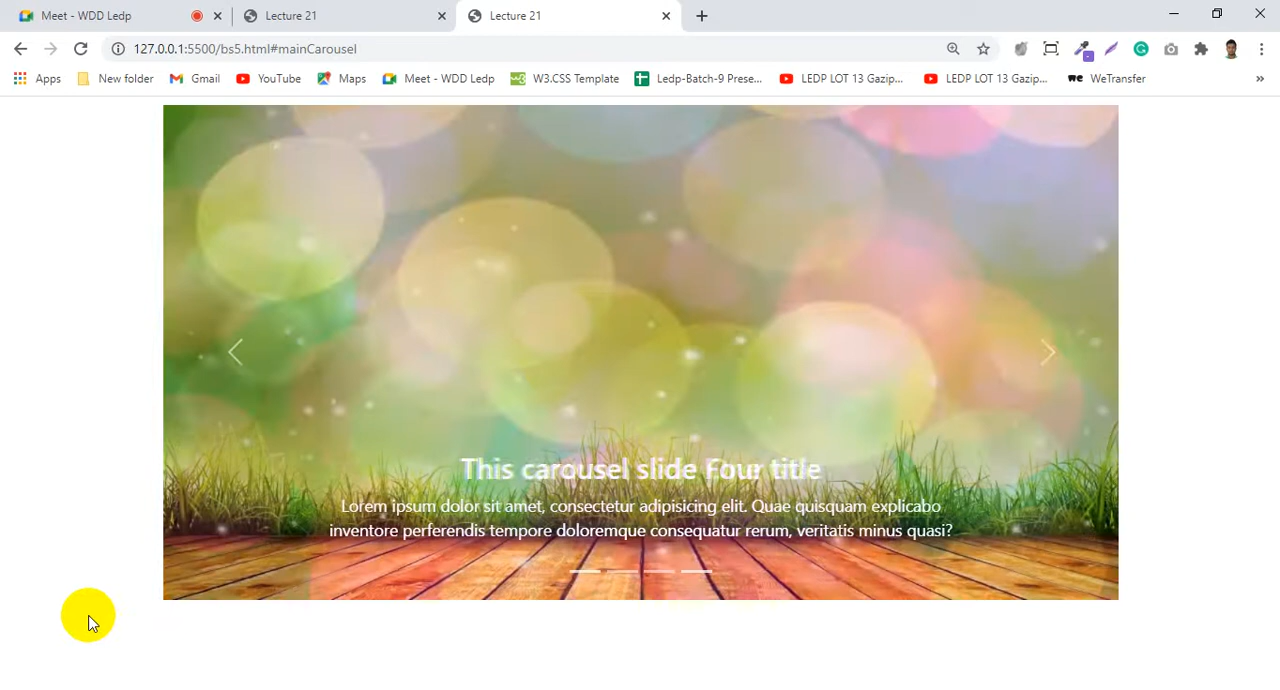 Meet - WDD Ledp
Lecture 21
Lecture 21
127.0.0.1:5500/bs5.html#mainCarousel
Apps
New folder
Gmail
YouTube
Maps
Meet - WDD Ledp
W3.CSS Template
Ledp-Batch-9 Prese...
LEDP LOT 13 Gazip...
LEDP LOT 13 Gazip...
WeTransfer
This carousel slide Four title
Lorem ipsum dolor sit amet, consectetur adipisicing elit. Quae quisquam explicabo
inventore perferendis tempore doloremque consequatur rerum, veritatis minus quasi?